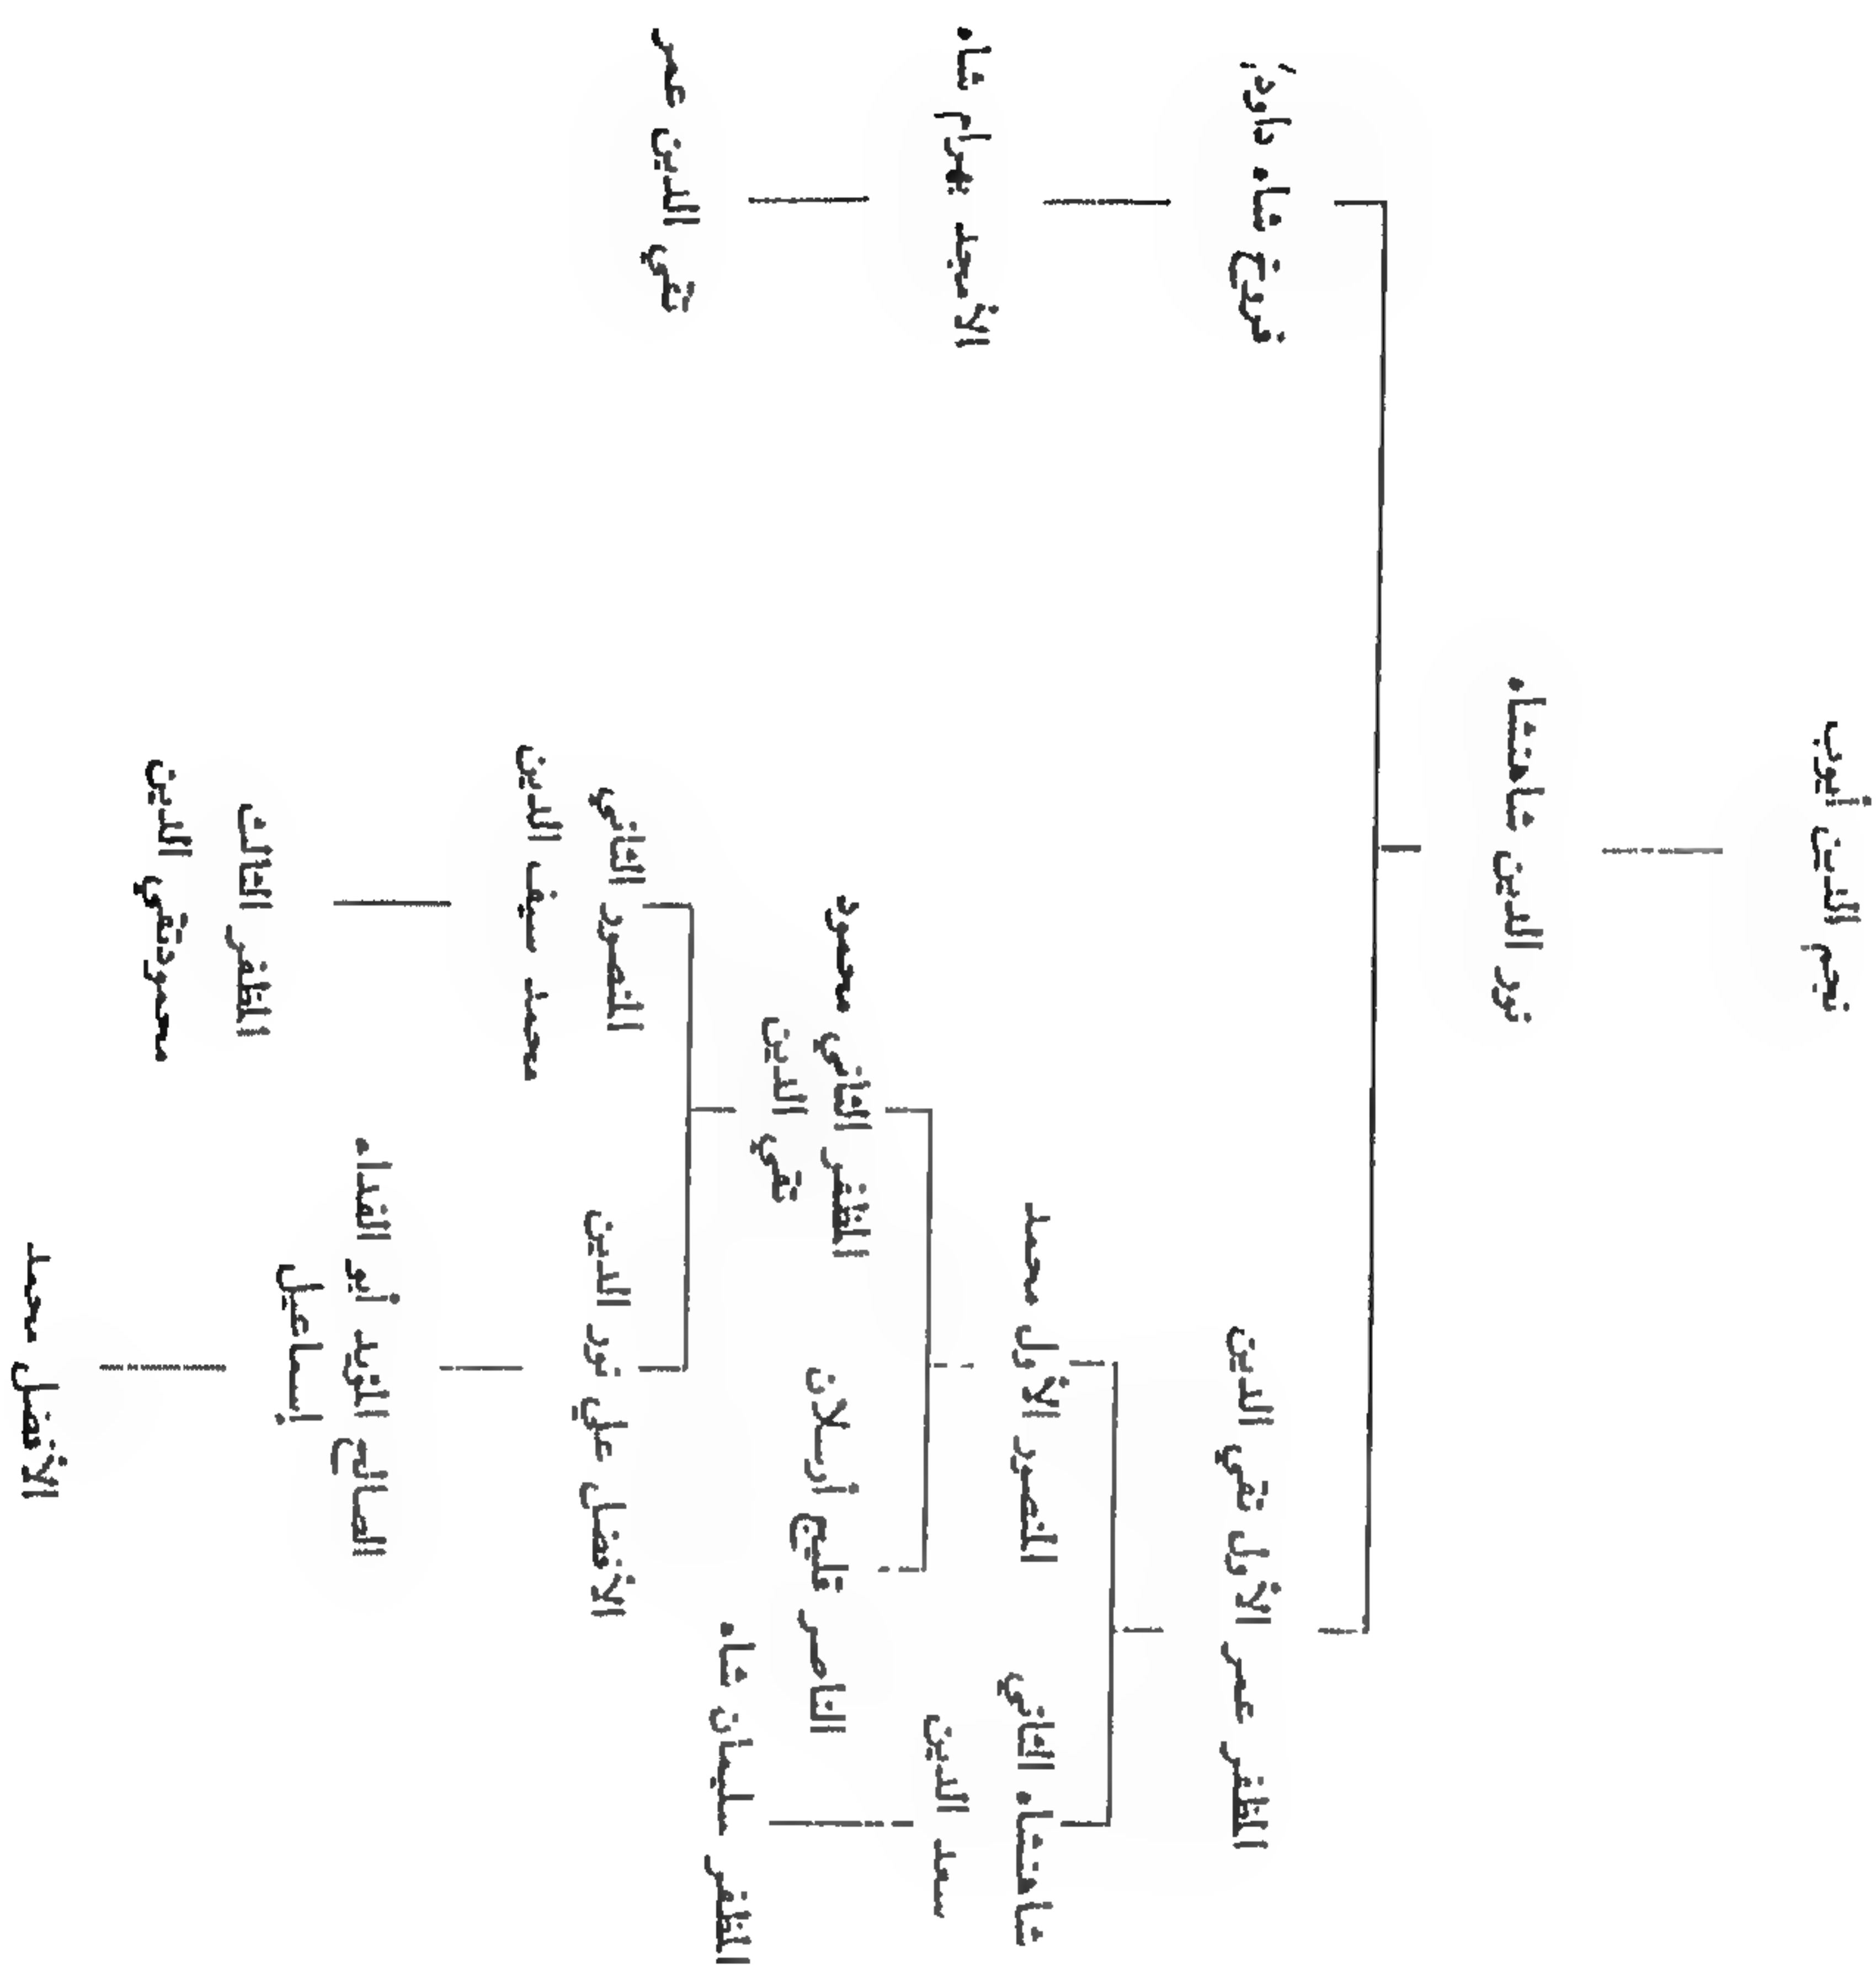 نجم الدين أيوب
نور الدين شاهنشاه
المظفر عمر الأول تقي الدين
فروخ شاه داود
شاهنشاه الثاني
سعد الدين
المنصور الأول محمد
الأمجد بهرام شاه
المظفر سليمان شاه
الناصر قلج أرسلان
المظفر الثاني محمود
تقي الدين
تقي الدين عمر
الأفضل علي نور الدين
المنصور الثاني
محمد سيف الدين
الصالح المؤيد أبو الفداء
إسماعيل
المظفر الثالث
محمود تقي الدين
الأفضل محمد